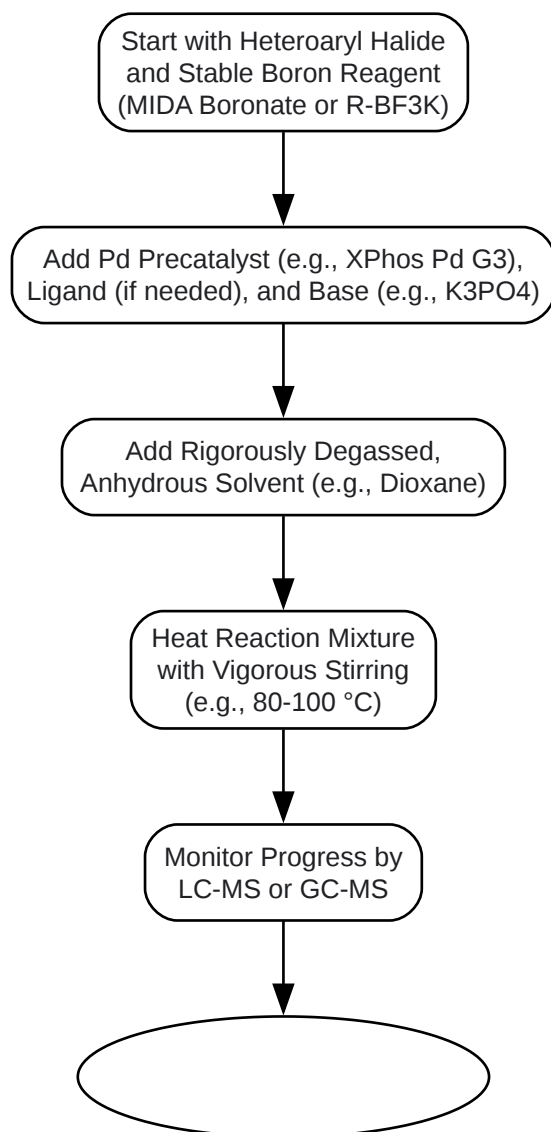 Start with Heteroaryl Halide
and Stable Boron Reagent
(MIDA Boronate or R-BF3K)
Add Pd Precatalyst (e.g., XPhos Pd G3),
Ligand (if needed), and Base (e.g., K3PO4)
Add Rigorously Degassed,
Anhydrous Solvent (e.g., Dioxane)
Heat Reaction Mixture
with Vigorous Stirring
(e.g., 80-100 °C)
Monitor Progress by
LC-MS or GC-MS